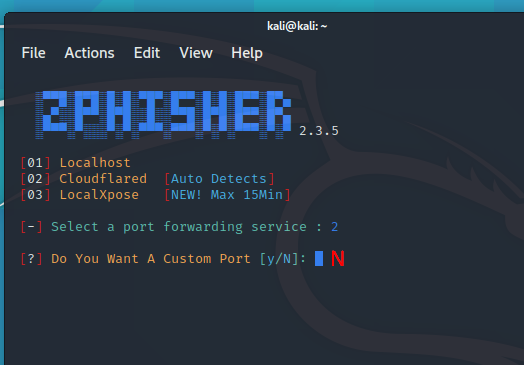 kali@kali: ~
File Actions Edit View Help
ZPHISHER 2.3.5
[01] Localhost
[02] Cloudflared [Auto Detects]
[03] LocalXpose [NEW! Max 15Min]
[-] Select a port forwarding service : 2
[?] Do You Want A Custom Port [y/N]: N